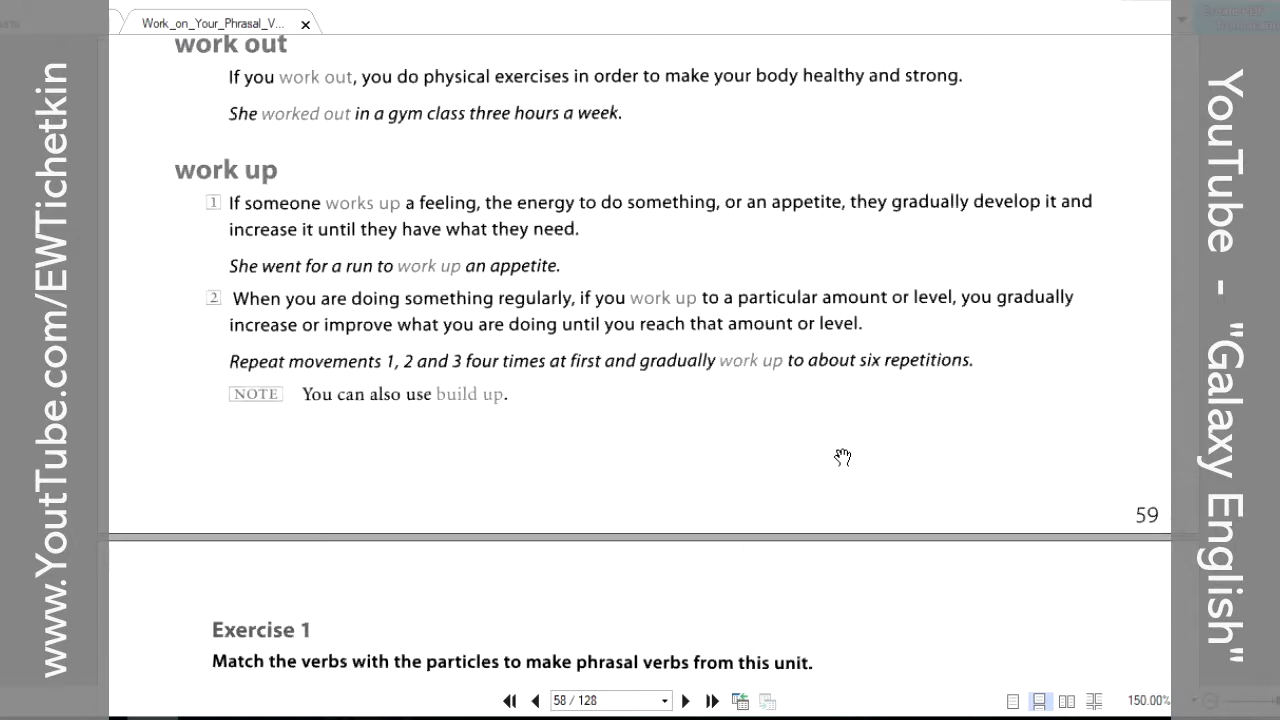 Work_on_Your_Phrasal_V...
work out
If you work out, you do physical exercises in order to make your body healthy and strong.
She worked out in a gym class three hours a week.
work up
1 If someone works up a feeling, the energy to do something, or an appetite, they gradually develop it and
increase it until they have what they need.
She went for a run to work up an appetite.
2 When you are doing something regularly, if you work up to a particular amount or level, you gradually
increase or improve what you are doing until you reach that amount or level.
Repeat movements 1, 2 and 3 four times at first and gradually work up to about six repetitions.
NOTE You can also use build up.
59
Exercise 1
Match the verbs with the particles to make phrasal verbs from this unit.
58 / 128
150.00%
www.YoutTube.com/EWTichetkin
YouTube - "Galaxy English"